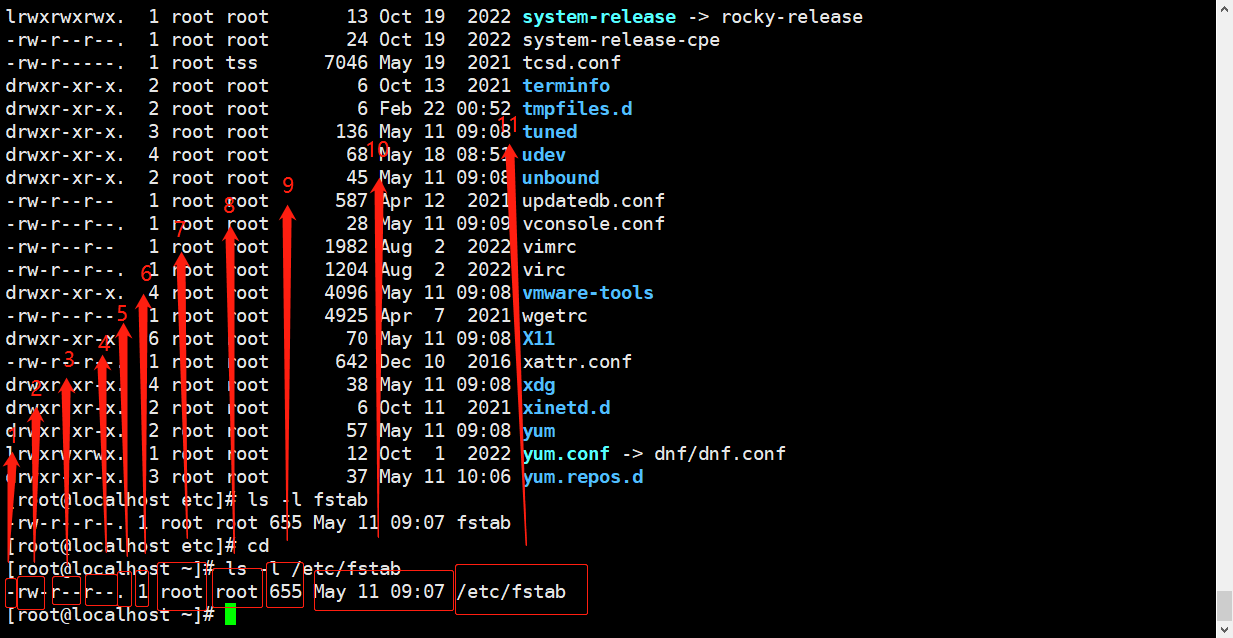 lrwxrwxrwx.  1 root root       13 Oct 19  2022 system-release -> rocky-release
-rw-r--r--.  1 root root       24 Oct 19  2022 system-release-cpe
-rw-r-----.  1 root tss      7046 May 19  2021 tcsd.conf
drwxr-xr-x.  2 root root        6 Oct 13  2021 terminfo
drwxr-xr-x.  2 root root        6 Feb 22 00:52 tmpfiles.d
drwxr-xr-x.  3 root root      136 May 11 09:08 tuned
11
drwxr-xr-x.  4 root root       68 May 18 08:52 udev
10
drwxr-xr-x.  2 root root       45 May 11 09:08 unbound
9
-rw-r--r--   1 root root      587 Apr 12  2021 updatedb.conf
8
-rw-r--r--.  1 root root       28 May 11 09:09 vconsole.conf
7
-rw-r--r--   1 root root     1982 Aug  2  2022 vimrc
-rw-r--r--.  1 root root     1204 Aug  2  2022 virc
6
drwxr-xr-x.  4 root root     4096 May 11 09:08 vmware-tools
-rw-r--r--   1 root root     4925 Apr  7  2021 wgetrc
5
drwxr-xr-x.  6 root root       70 May 11 09:08 X11
4
-rw-r--r--.  1 root root      642 Dec 10  2016 xattr.conf
3
drwxr-xr-x.  4 root root       38 May 11 09:08 xdg
2
drwxr-xr-x.  2 root root        6 Oct 11  2021 xinetd.d
drwxr-xr-x.  2 root root       57 May 11 09:08 yum
1
lrwxrwxrwx.  1 root root       12 Oct  1  2022 yum.conf -> dnf/dnf.conf
drwxr-xr-x.  3 root root       37 May 11 10:06 yum.repos.d
[root@localhost etc]# ls -l fstab
-rw-r--r--. 1 root root 655 May 11 09:07 fstab
[root@localhost etc]# cd
[root@localhost ~]# ls -l /etc/fstab
-rw-r--r--. 1 root root 655 May 11 09:07 /etc/fstab
[root@localhost ~]#